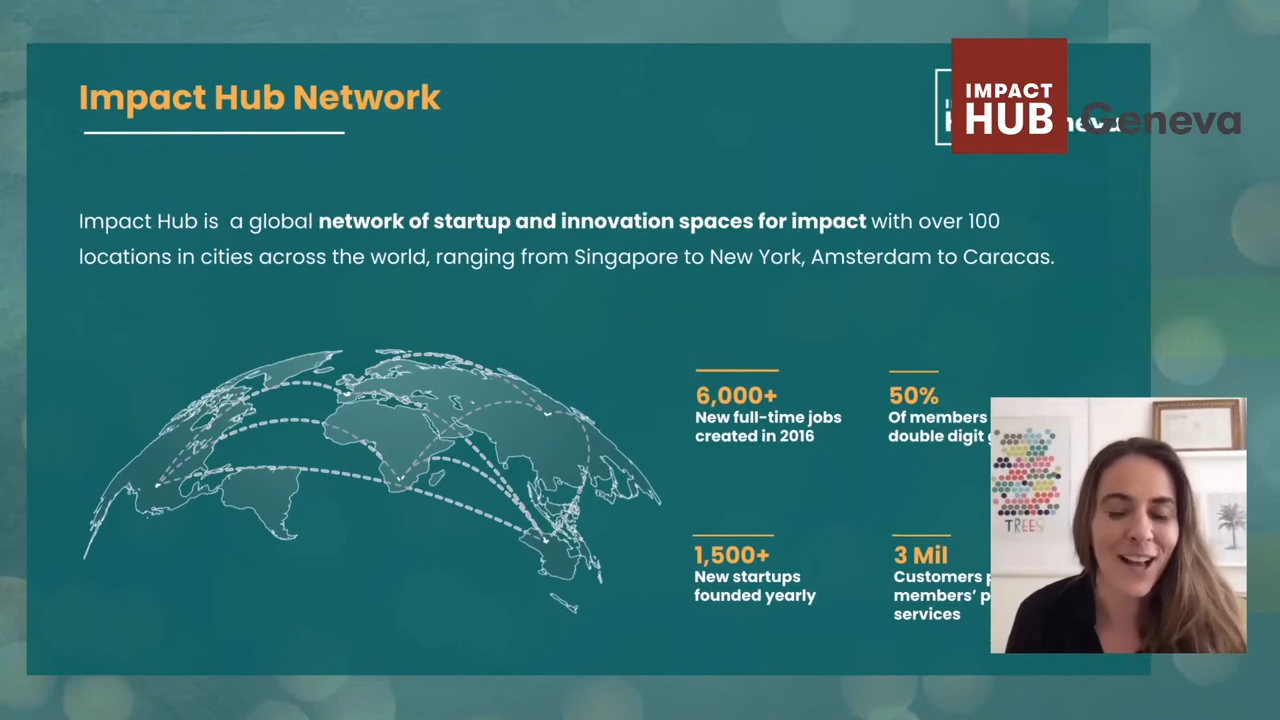 Impact Hub Network
IMPACT
HUB Geneva
Impact Hub is a global network of startup and innovation spaces for impact with over 100
locations in cities across the world, ranging from Singapore to New York, Amsterdam to Caracas.
6,000+
New full-time jobs
created in 2016
50%
Of members
double digit
1,500+
New startups
founded yearly
3 Mil
Customers
members'
services
TREES